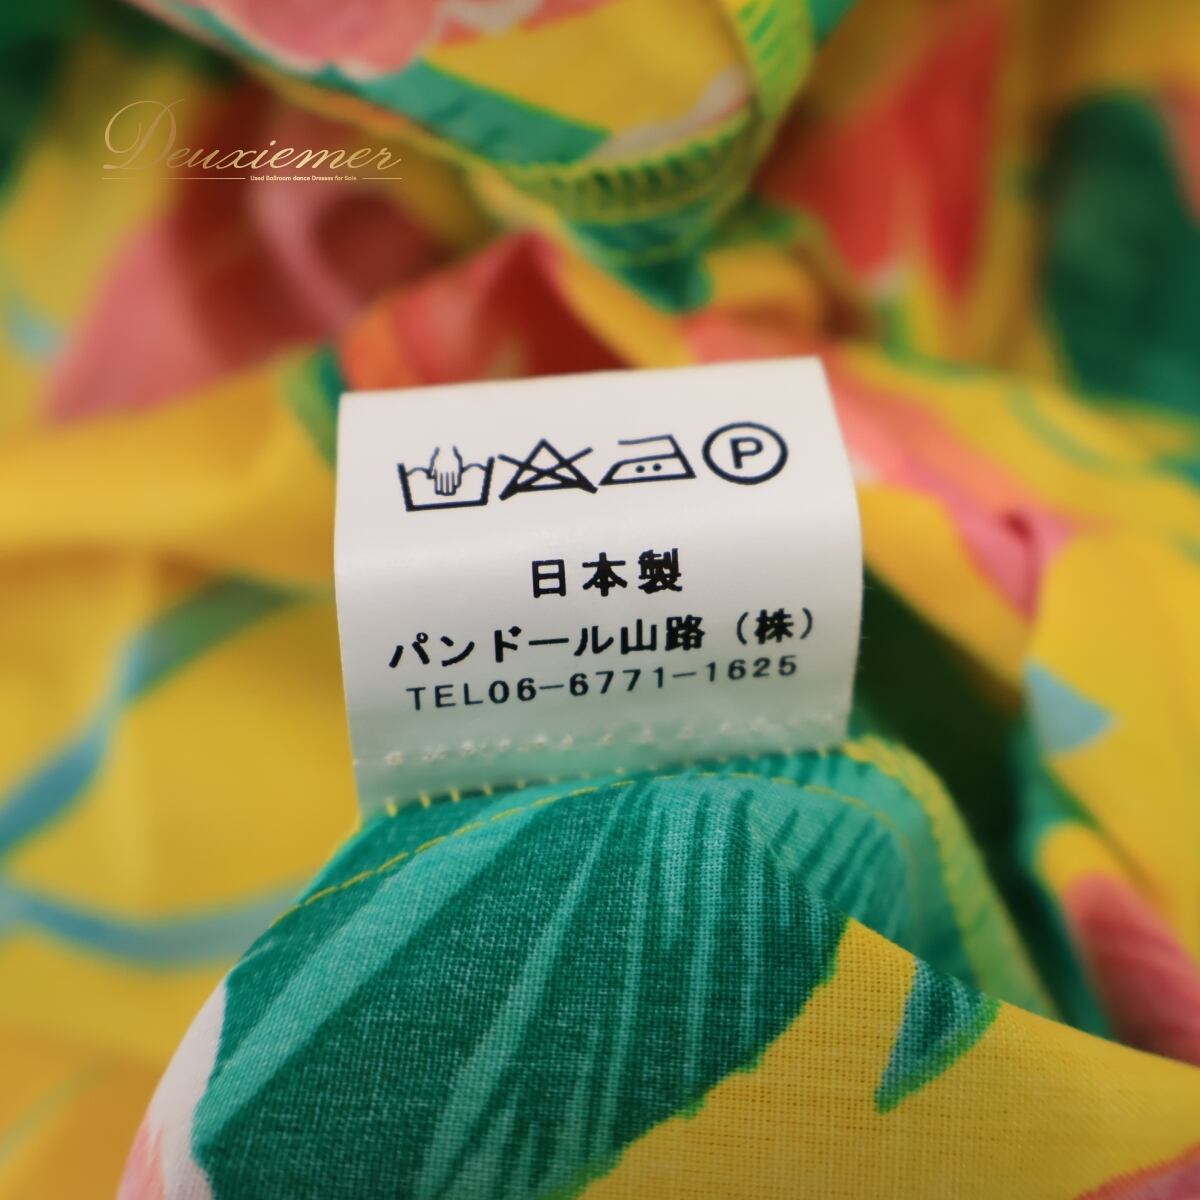 Deuxiemer
Used Ballroom dance Dresses for Sale
P
日本製
パンドール山路（株）
TEL06-6771-1625